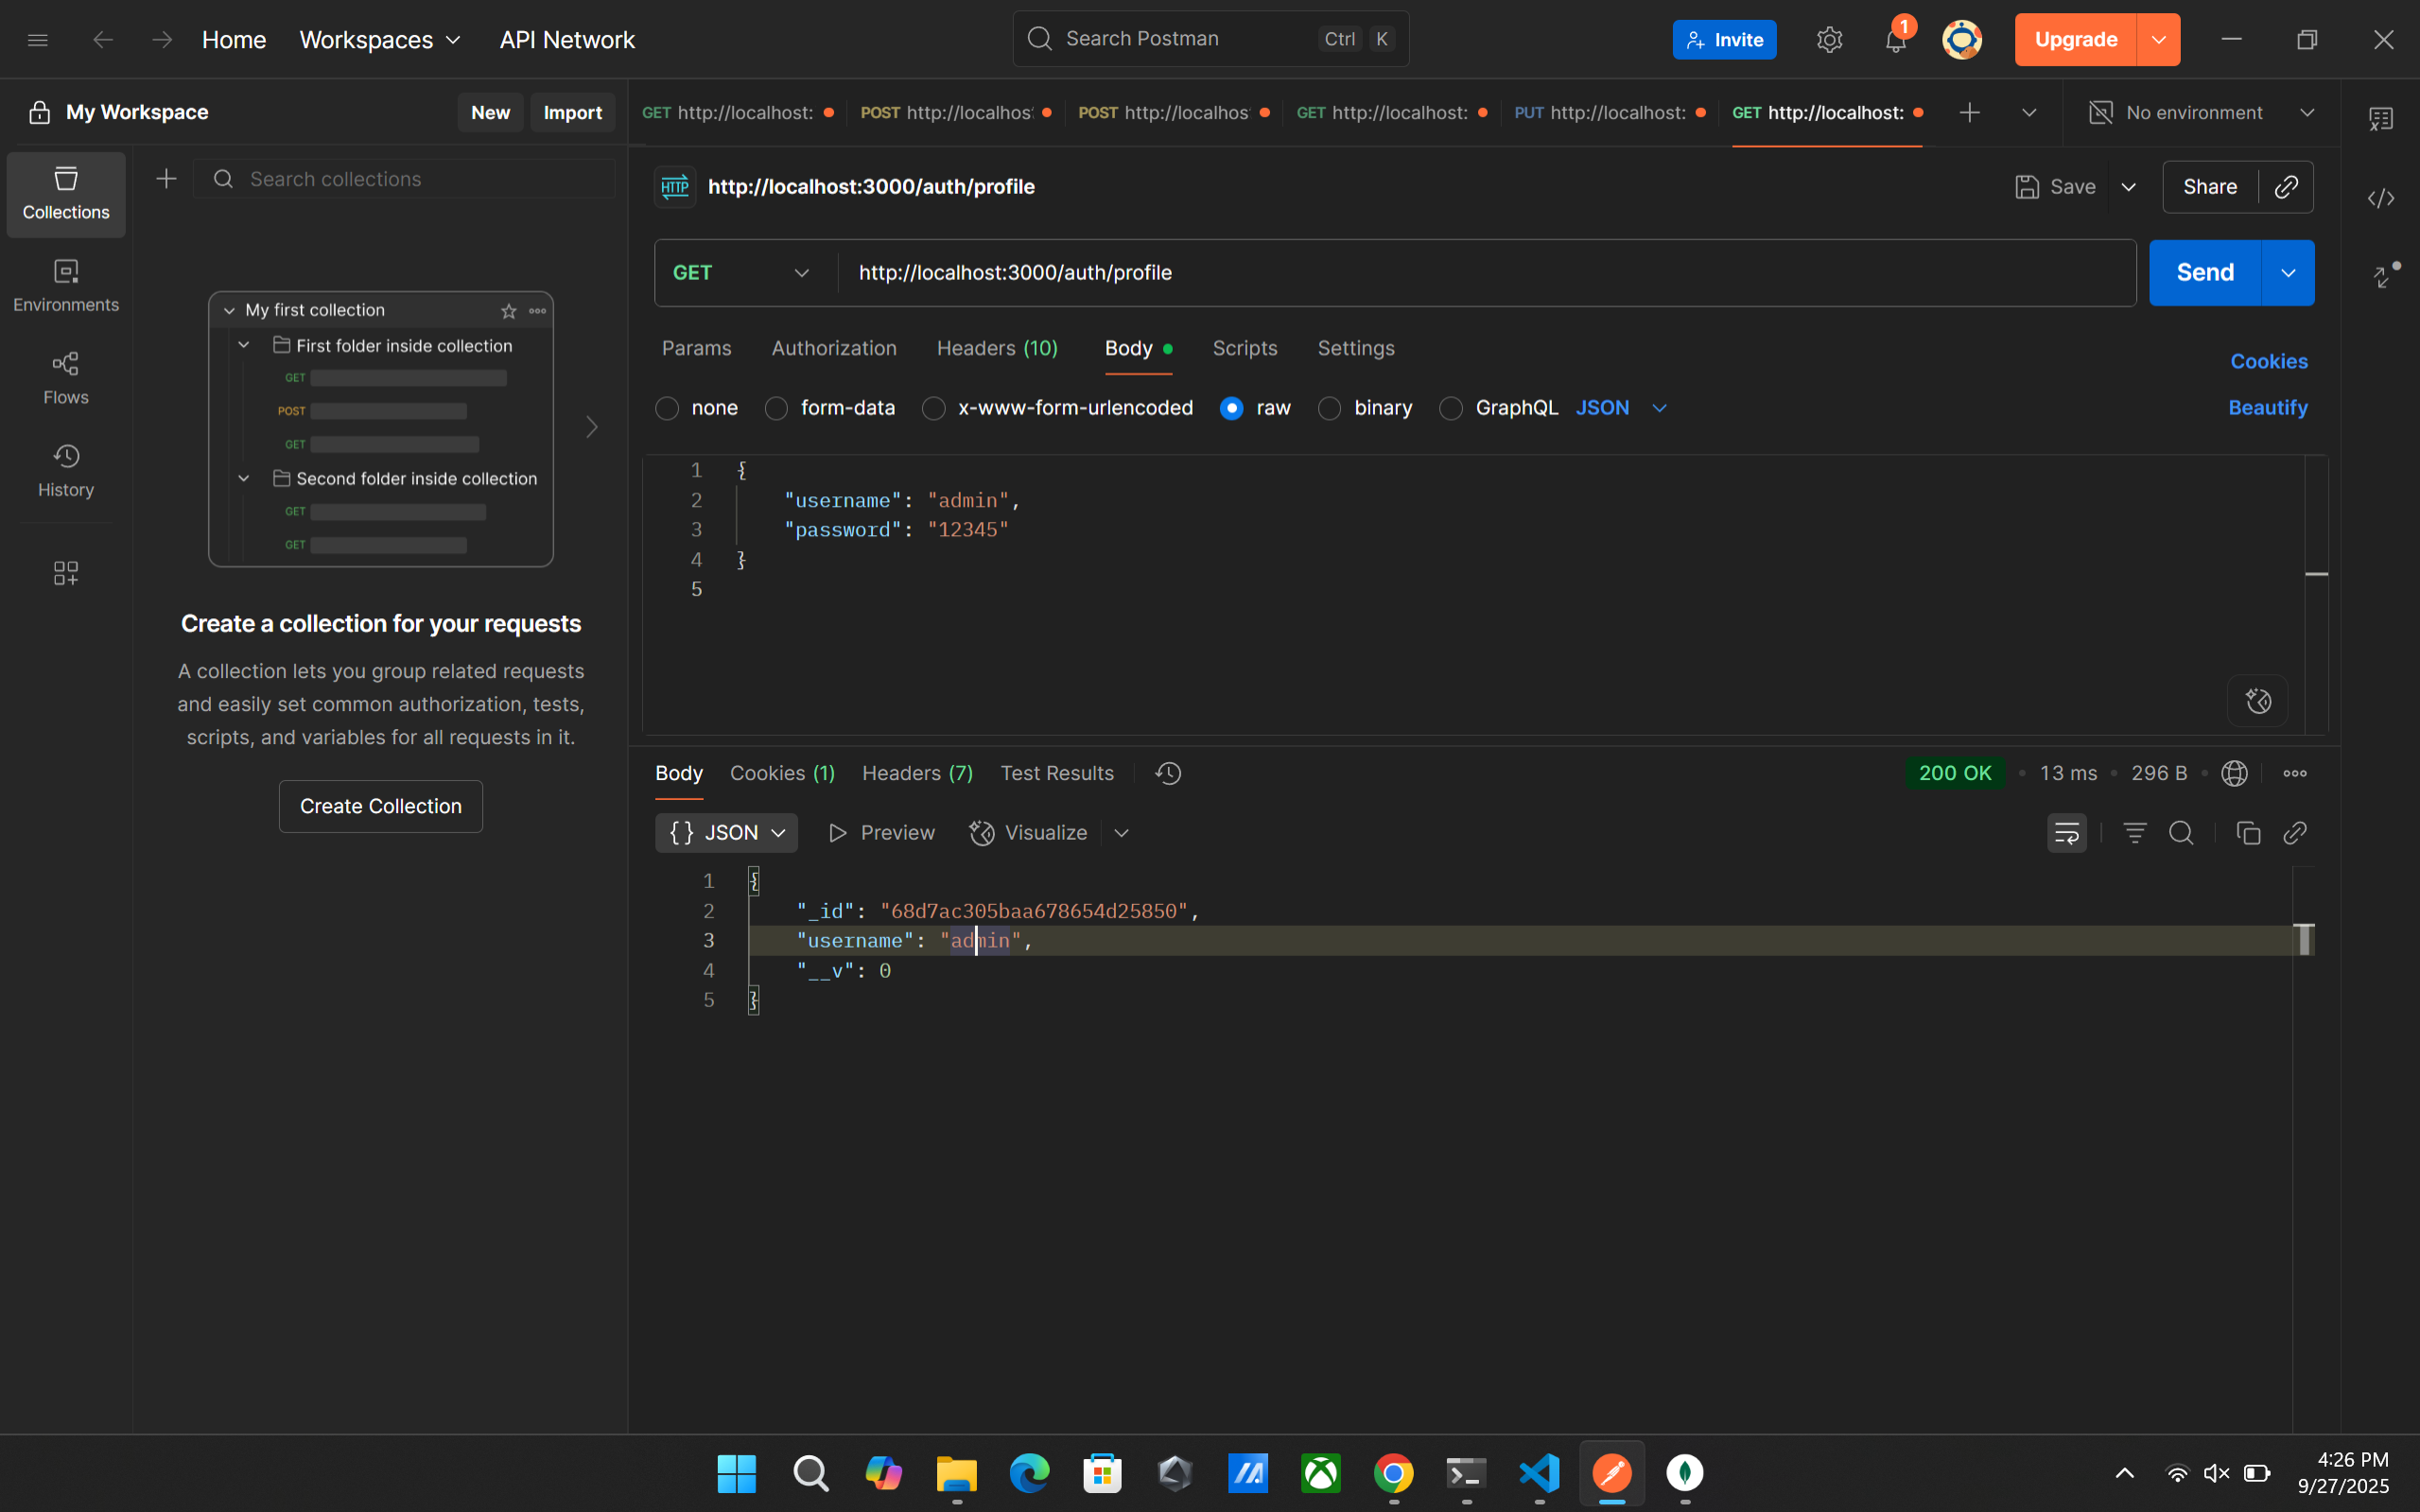 Home
Workspaces
API Network
Search Postman
Ctrl
K
Invite
1
Upgrade
My Workspace
New
Import
GET http://localhost:
POST http://localhos
POST http://localhos
GET http://localhost:
PUT http://localhost:
GET http://localhost:
No environment
Collections
Environments
Flows
History
Search collections
My first collection
First folder inside collection
GET
POST
GET
Second folder inside collection
GET
GET
Create a collection for your requests
A collection lets you group related requests
and easily set common authorization, tests,
scripts, and variables for all requests in it.
Create Collection
HTTP
http://localhost:3000/auth/profile
Save
Share
GET
http://localhost:3000/auth/profile
Send
Params
Authorization
Headers (10)
Body
Scripts
Settings
Cookies
none
form-data
x-www-form-urlencoded
raw
binary
GraphQL
JSON
Beautify
1 {
2 "username": "admin",
3 "password": "12345"
4 }
5
Body
Cookies (1)
Headers (7)
Test Results
200 OK
13 ms
296 B
{} JSON
Preview
Visualize
1 {
2 "_id": "68d7ac305baa678654d25850",
3 "username": "admin",
4 "__v": 0
5 }
4:26 PM
9/27/2025